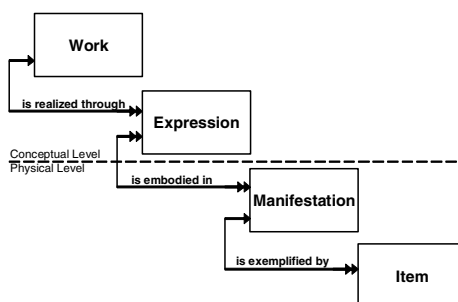 Work
is realized through
Expression
Conceptual Level
Physical Level
is embodied in
Manifestation
is exemplified by
Item